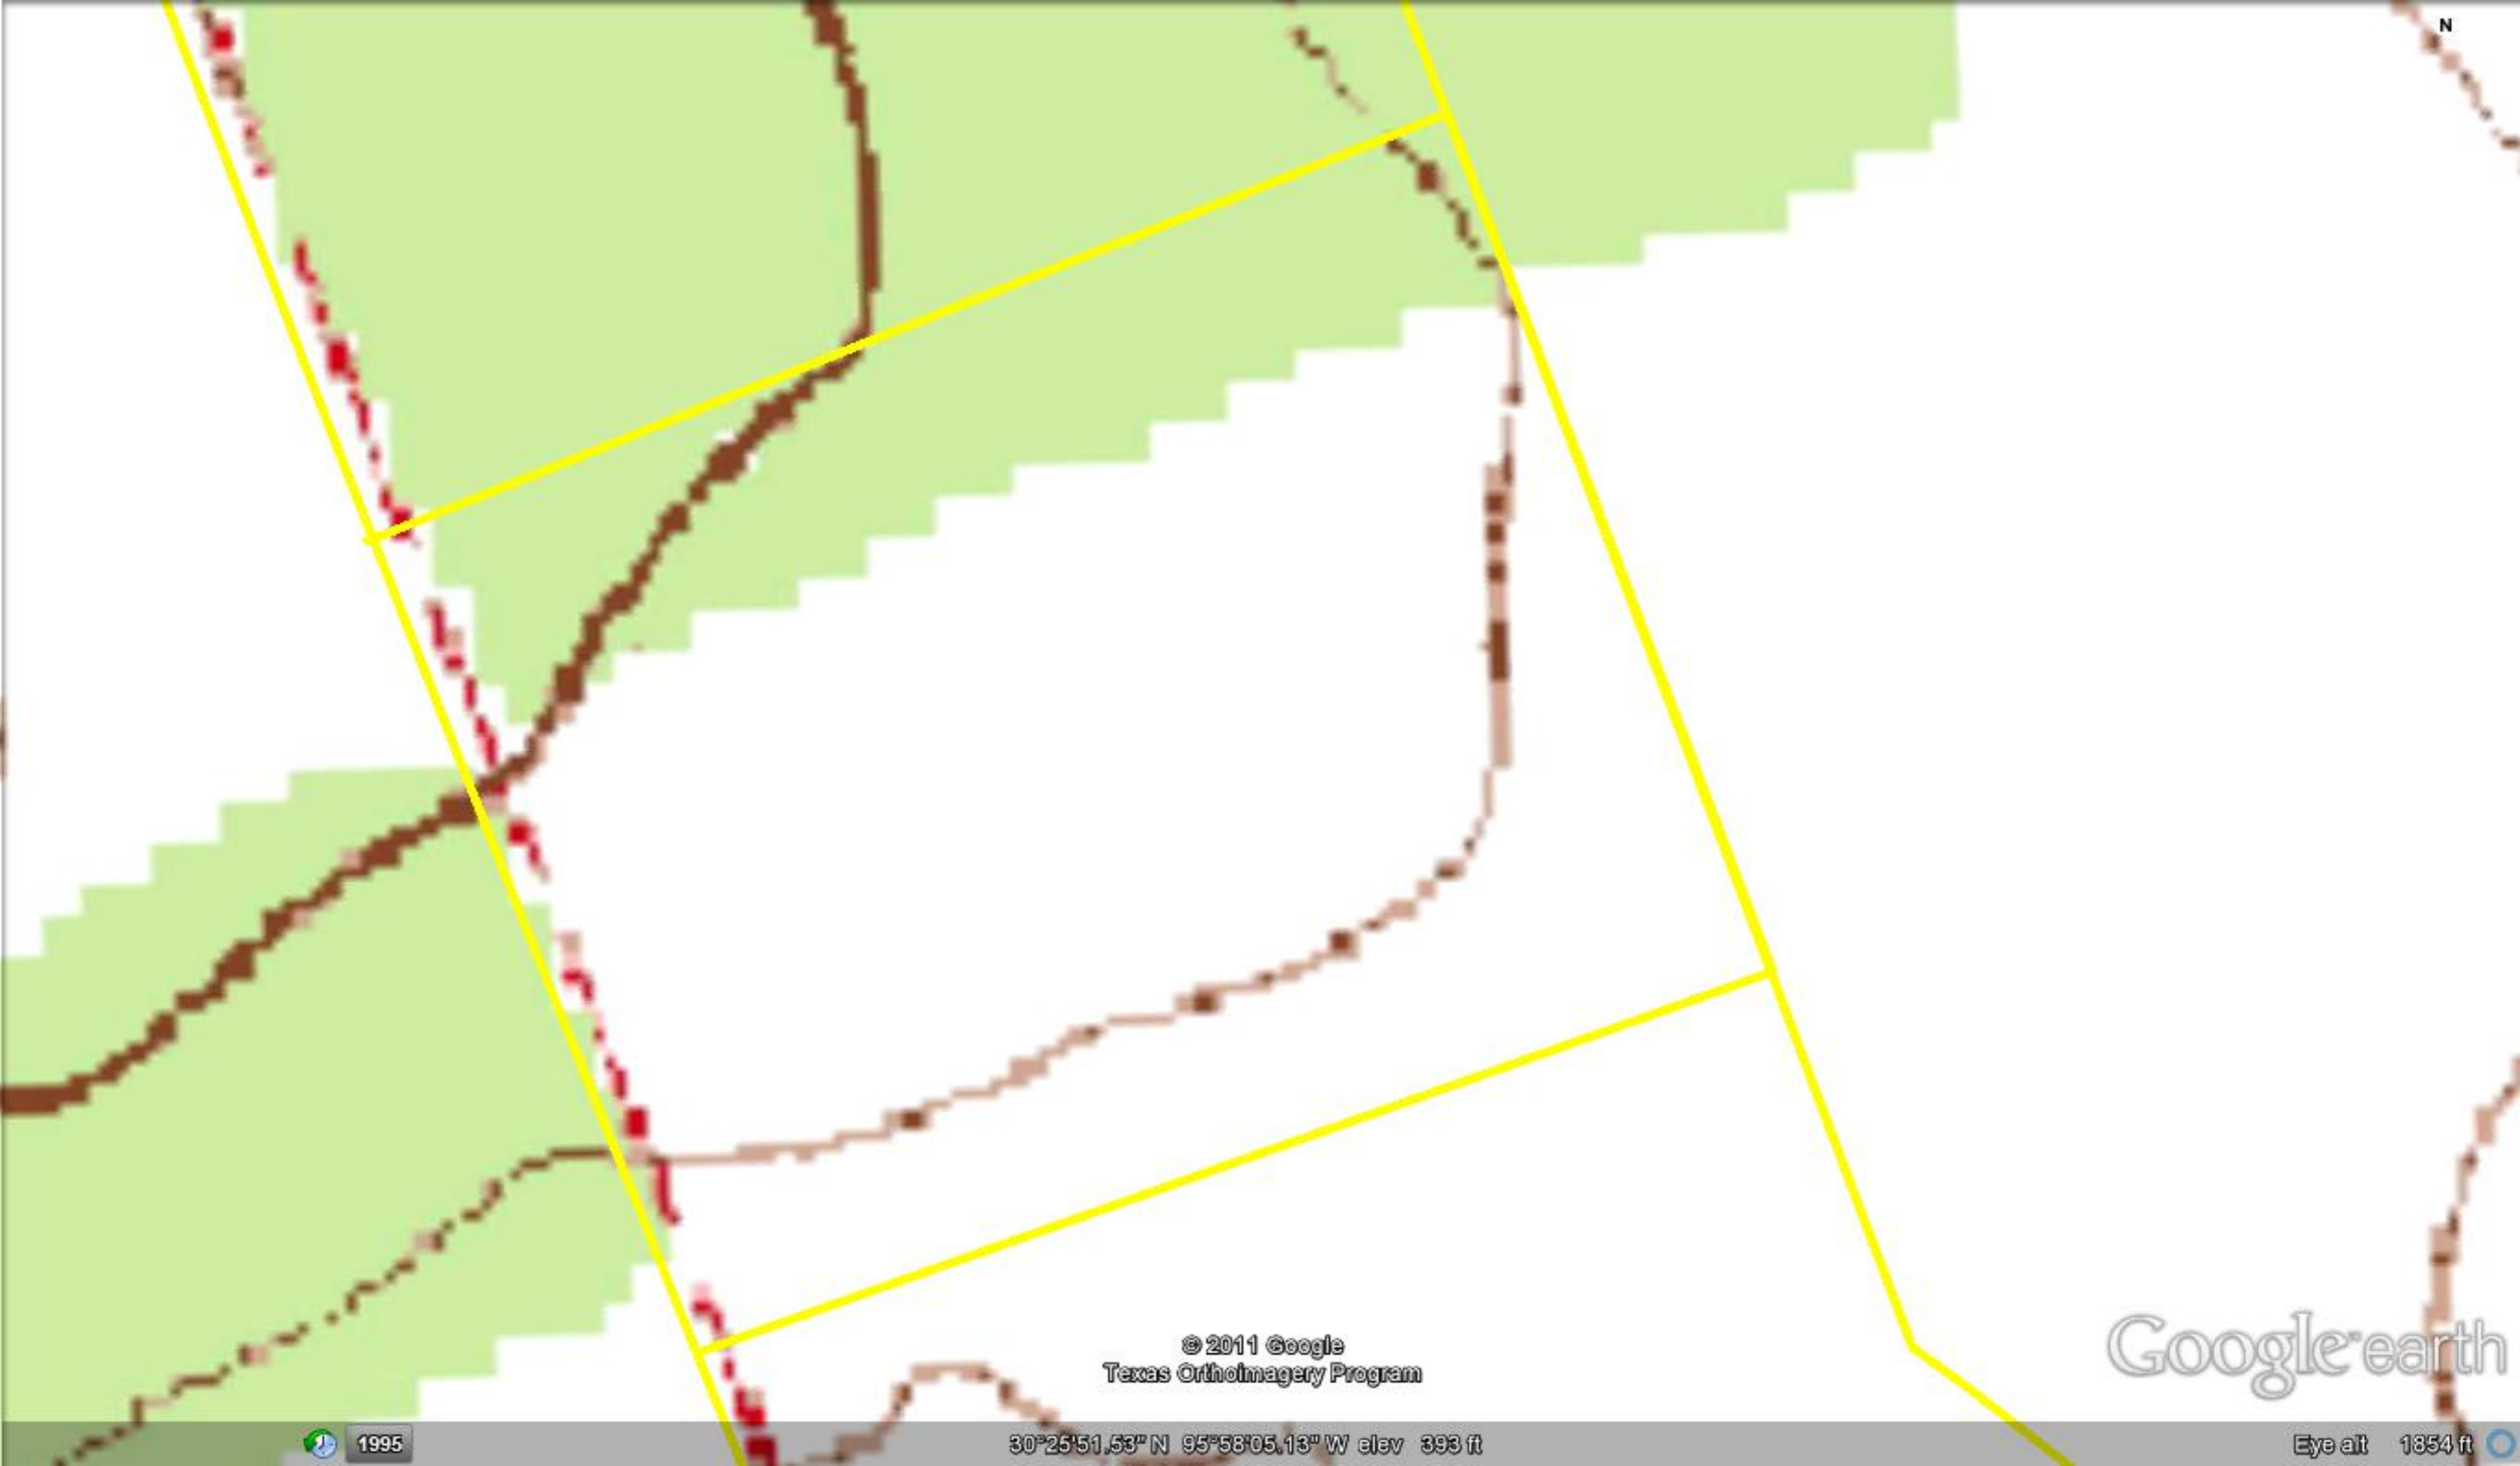 N
© 2011 Google
Texas Orthoimagery Program
Google earth
1995
30°25'51.53" N 95°58'05.13" W elev 393 ft
Eye alt 1854 ft